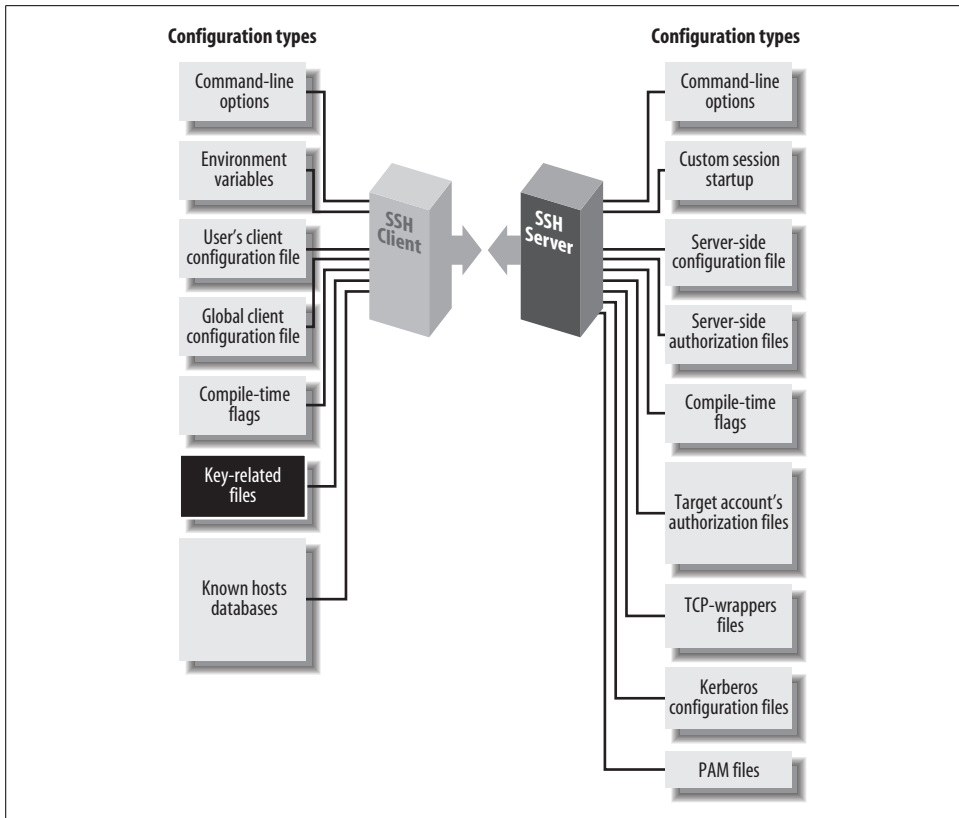 Configuration types
Command-line
options
Environment
variables
User's client
configuration file
Global client
configuration file
Compile-time
flags
Key-related
files
Known hosts
databases
SSH
Client
SSH
Server
Configuration types
Command-line
options
Custom session
startup
Server-side
configuration file
Server-side
authorization files
Compile-time
flags
Target account's
authorization files
TCP-wrappers
files
Kerberos
configuration files
PAM files